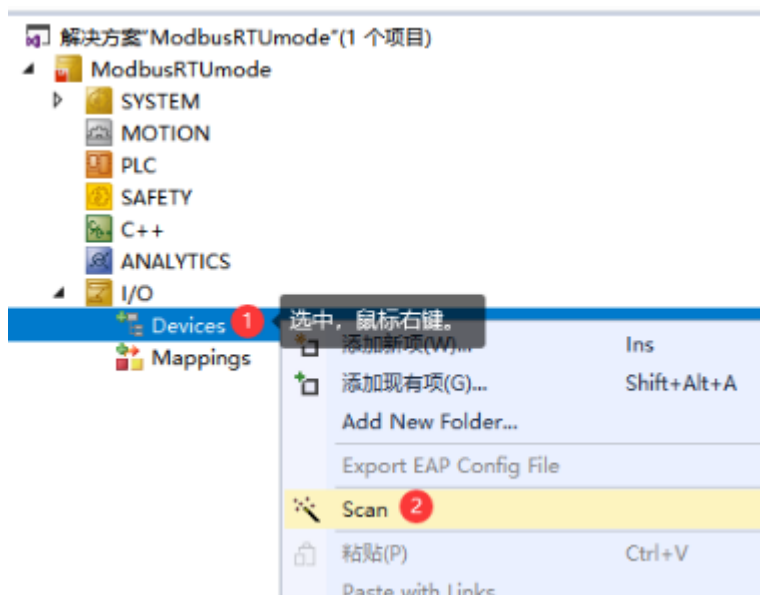 解决方案"ModbusRTUmode"(1 个项目)
ModbusRTUmode
SYSTEM
MOTION
PLC
SAFETY
C++
ANALYTICS
I/O
Devices 1 选中，鼠标右键。
添加新项(W)... Ins
Mappings
添加现有项(G)... Shift+Alt+A
Add New Folder...
Export EAP Config File
Scan 2
粘贴(P) Ctrl+V
Paste with Links